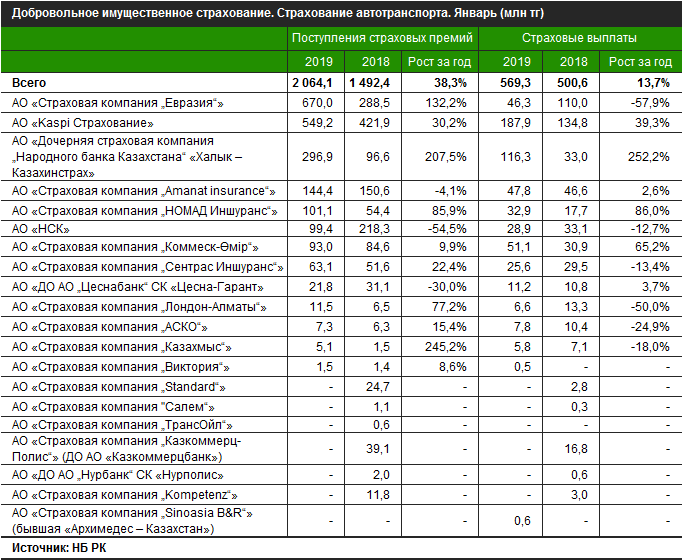 Добровольное имущественное страхование. Страхование автотранспорта. Январь (млн тг)
Поступления страховых премий Страховые выплаты
2019 2018 Рост за год 2019 2018 Рост за год
Всего 2 064,1 1 492,4 38,3% 569,3 500,6 13,7%
АО «Страховая компания „Евразия“» 670,0 288,5 132,2% 46,3 110,0 -57,9%
АО «Kaspi Страхование» 549,2 421,9 30,2% 187,9 134,8 39,3%
АО «Дочерняя страховая компания
„Народного банка Казахстана“ «Халык –
Казахинстрах» 296,9 96,6 207,5% 116,3 33,0 252,2%
АО «Страховая компания „Amanat insurance“» 144,4 150,6 -4,1% 47,8 46,6 2,6%
АО «Страховая компания „НОМАД Иншуранс“» 101,1 54,4 85,9% 32,9 17,7 86,0%
АО «НСК» 99,4 218,3 -54,5% 28,9 33,1 -12,7%
АО «Страховая компания „Коммеск-Өмір“» 93,0 84,6 9,9% 51,1 30,9 65,2%
АО «Страховая компания „Сентрас Иншуранс“» 63,1 51,6 22,4% 25,6 29,5 -13,4%
АО «ДО АО „Цеснабанк“ СК «Цесна-Гарант» 21,8 31,1 -30,0% 11,2 10,8 3,7%
АО «Страховая компания „Лондон-Алматы“» 11,5 6,5 77,2% 6,6 13,3 -50,0%
АО «Страховая компания „АСКО“» 7,3 6,3 15,4% 7,8 10,4 -24,9%
АО «Страховая компания „Казахмыс“» 5,1 1,5 245,2% 5,8 7,1 -18,0%
АО «Страховая компания „Виктория“» 1,5 1,4 8,6% 0,5 - -
АО «Страховая компания „Standard“» - 24,7 - - 2,8 -
АО «Страховая компания "Салем“» - 1,1 - - 0,3 -
АО «Страховая компания „ТрансОйл“» - 0,6 - - - -
АО «Страховая компания „Казкоммерц-
Полис“» (ДО АО «Казкоммерцбанк») - 39,1 - - 16,8 -
АО «ДО АО „Нурбанк“ СК «Нурполис» - 2,0 - - 0,6 -
АО «Страховая компания „Kompetenz“» - 11,8 - - 3,0 -
АО «Страховая компания "Sinoasia B&R“»
(бывшая «Архимедес – Казахстан») - - - 0,6 - -
Источник: НБ РК